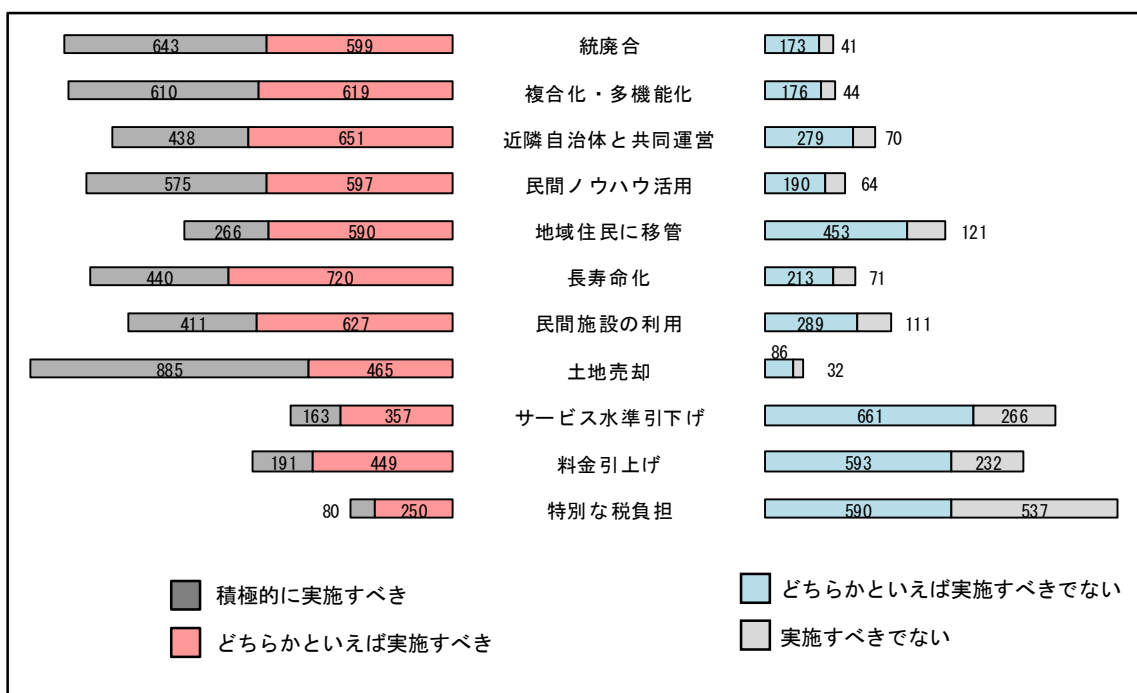 643 599 統廃合 173 41
610 619 複合化・多機能化 176 44
438 651 近隣自治体と共同運営 279 70
575 597 民間ノウハウ活用 190 64
266 590 地域住民に移管 453 121
440 720 長寿命化 213 71
411 627 民間施設の利用 289 111
885 465 土地売却 86 32
163 357 サービス水準引下げ 661 266
191 449 料金引上げ 593 232
80 250 特別な税負担 590 537
積極的に実施すべき どちらかといえば実施すべきでない
どちらかといえば実施すべき 実施すべきでない